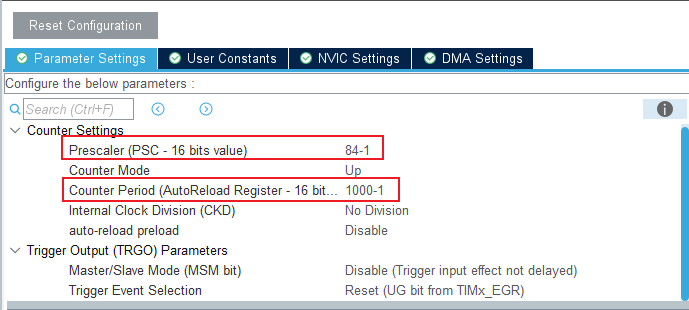 Reset Configuration
Parameter Settings User Constants NVIC Settings DMA Settings
Configure the below parameters :
Search (Ctrl+F)
Counter Settings
Prescaler (PSC - 16 bits value) 84-1
Counter Mode Up
Counter Period (AutoReload Register - 16 bit... 1000-1
Internal Clock Division (CKD) No Division
auto-reload preload Disable
Trigger Output (TRGO) Parameters
Master/Slave Mode (MSM bit) Disable (Trigger input effect not delayed)
Trigger Event Selection Reset (UG bit from TIMx_EGR)